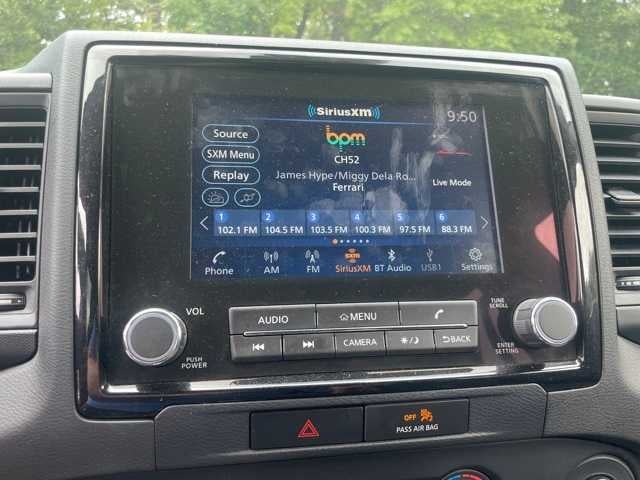 SiriusXM
9:50
Source
bpm
SXM Menu
CH52
Replay
James Hype/Miggy Dela Ro...
Live Mode
Ferrari
1 2 3 4 5 6
102.1 FM 104.5 FM 103.5 FM 100.3 FM 97.5 FM 88.3 FM
Phone AM FM SiriusXM BT Audio USB1 Settings
VOL
AUDIO
MENU
TUNE
SCROLL
PUSH
POWER
CAMERA
BACK
ENTER
SETTING
OFF
PASS AIR BAG